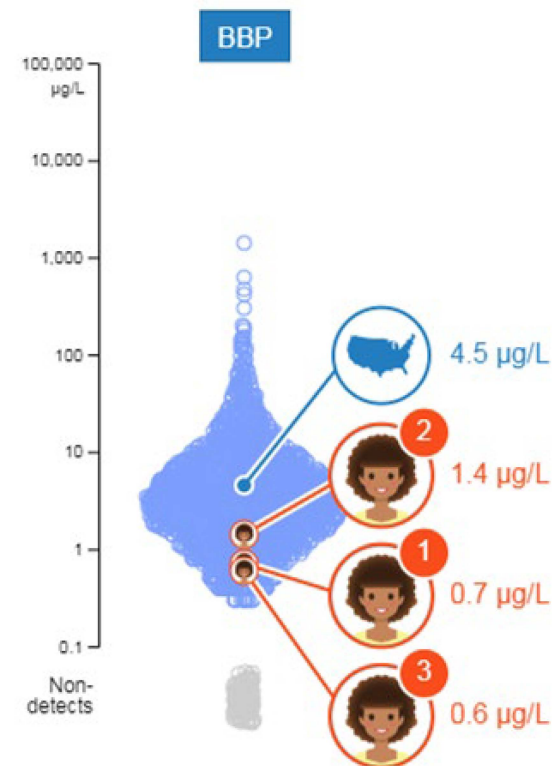 BBP
100,000
µg/L
10,000
1,000
100
10
1
0.1
Non-
detects
4.5 µg/L
2
1.4 µg/L
1
0.7 µg/L
3
0.6 µg/L